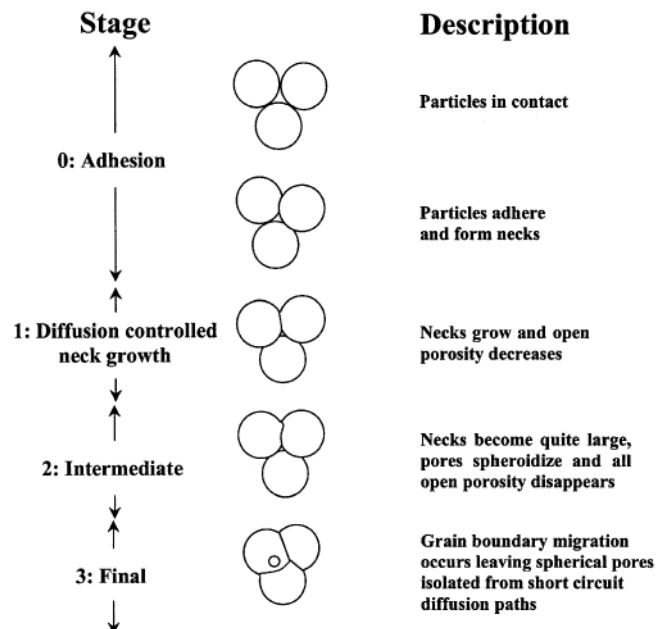 Stage
Description
Particles in contact
0: Adhesion
Particles adhere
and form necks
1: Diffusion controlled
neck growth
Necks grow and open
porosity decreases
2: Intermediate
Necks become quite large,
pores spheroidize and all
open porosity disappears
3: Final
Grain boundary migration
occurs leaving spherical pores
isolated from short circuit
diffusion paths